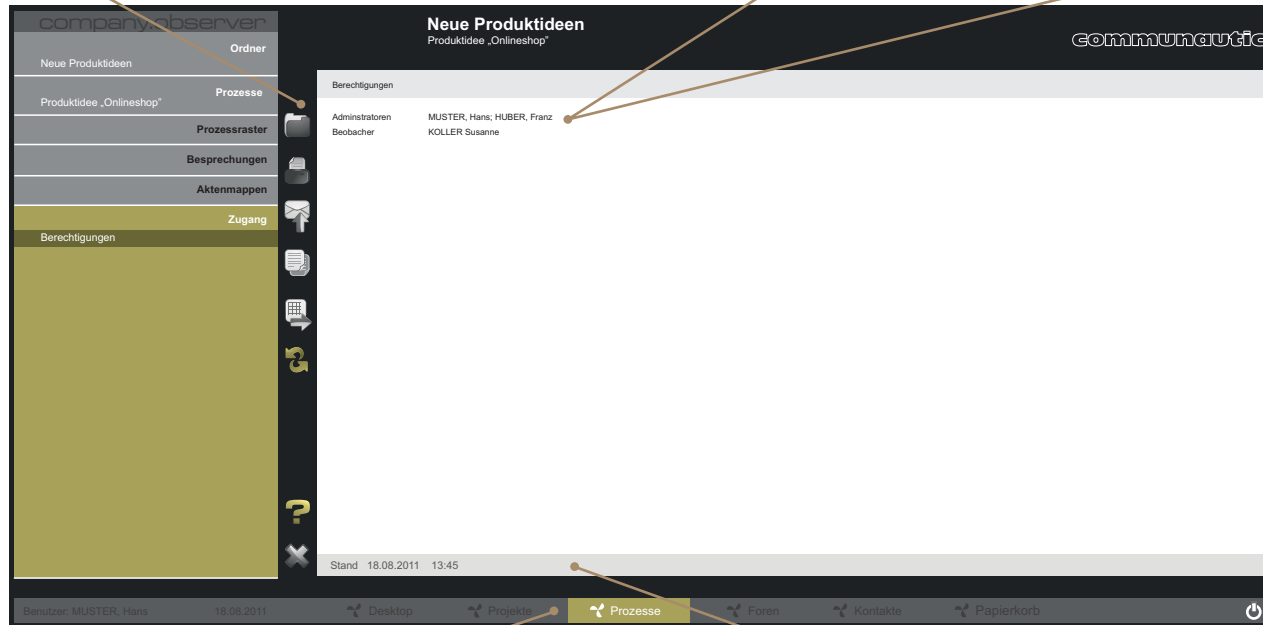 company.observer
Ordner
Neue Produktideen
Prozesse
Produktidee „Onlineshop"
Prozessraster
Besprechungen
Aktenmappen
Zugang
Berechtigungen
Neue Produktideen
Produktidee „Onlineshop"
communautic
Berechtigungen
Adminstratoren MUSTER, Hans; HUBER, Franz
Beobacher KOLLER Susanne
Stand 18.08.2011 13:45
Benutzer: MUSTER, Hans 18.08.2011 Desktop Projekte Prozesse Foren Kontakte Papierkorb